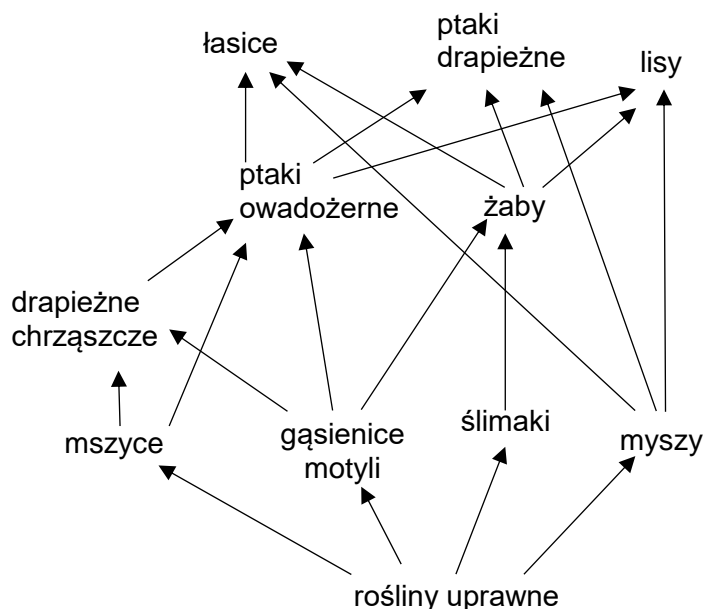 łasice
ptaki
drapieżne
lisy
ptaki
owadożerne
żaby
drapieżne
chrząszcze
mszyce
gąsienice
motyli
ślimaki
myszy
rośliny uprawne